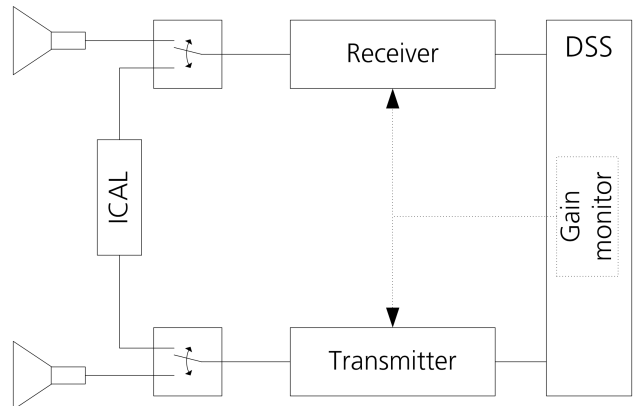 Receiver
DSS
ICAL
Gain
monitor
Transmitter